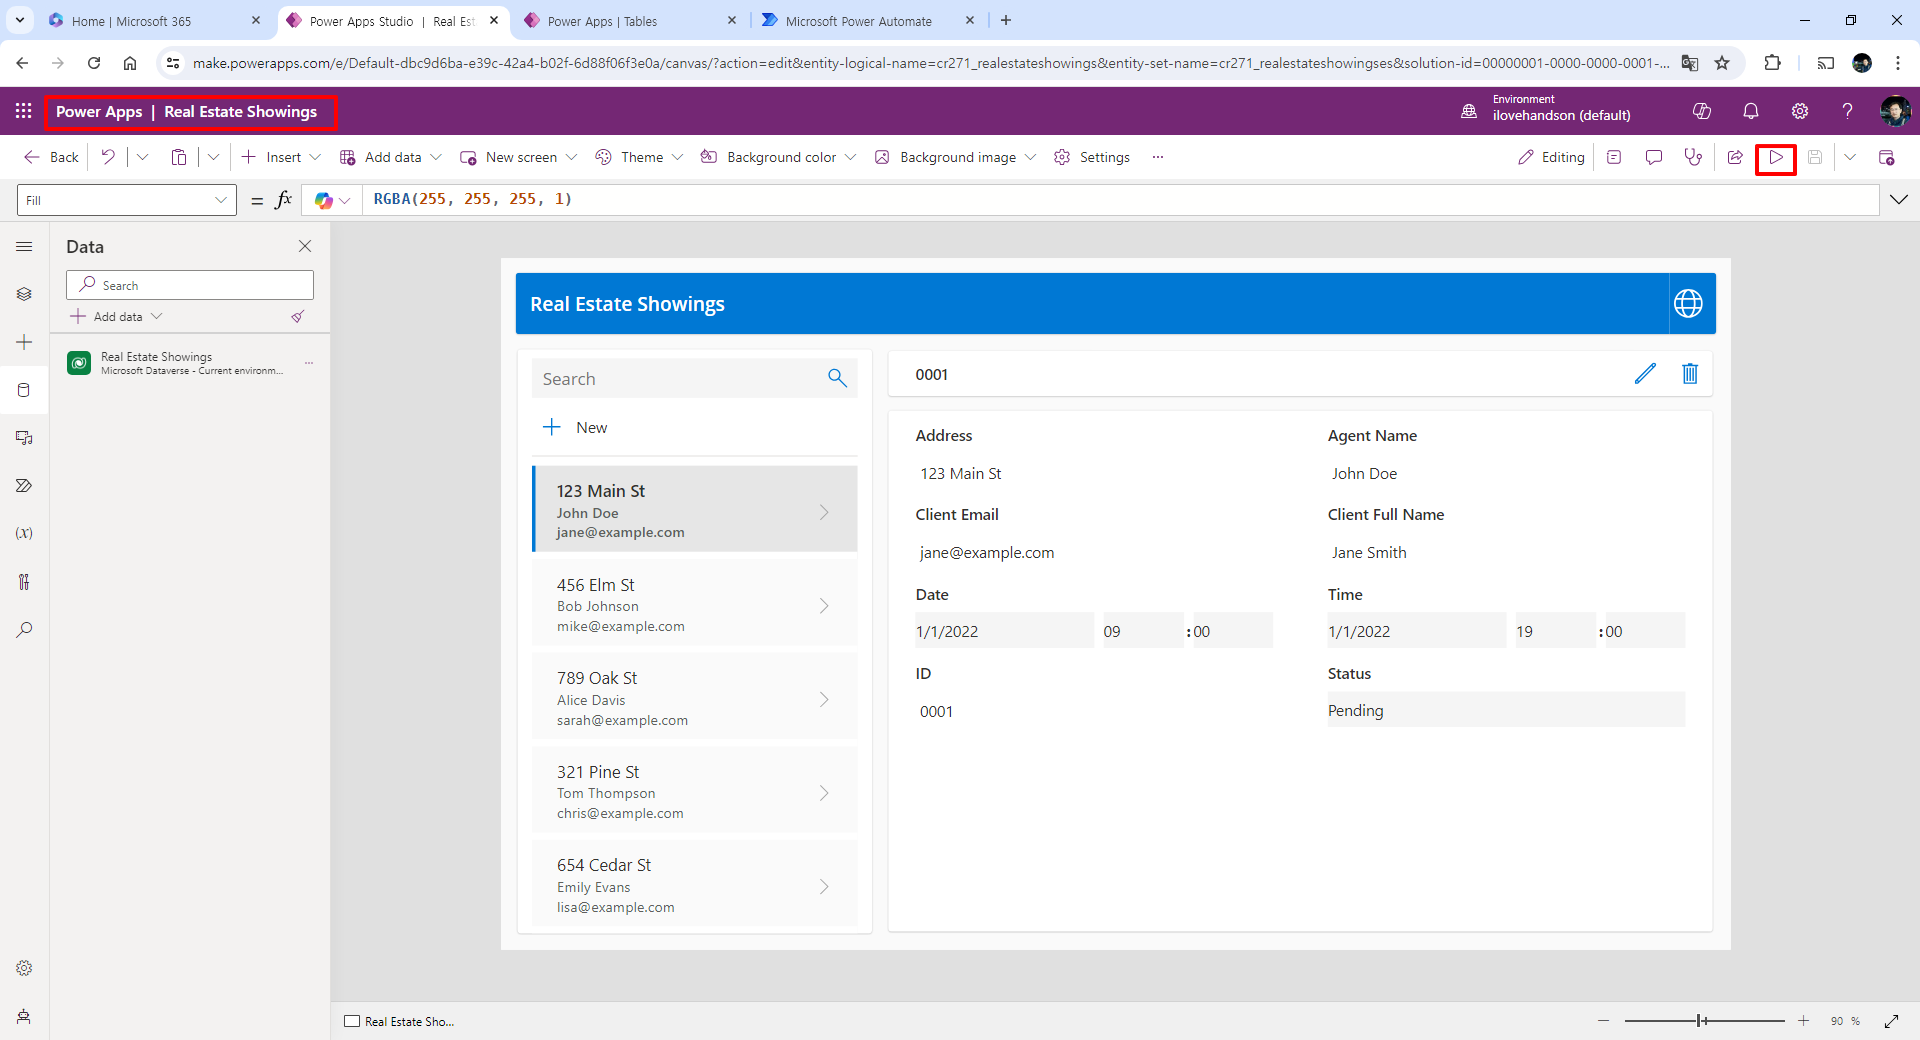 Home | Microsoft 365
Power Apps Studio | Real Est
Power Apps | Tables
Microsoft Power Automate
make.powerapps.com/e/Default-dbc9d6ba-e39c-42a4-b02f-6d88f06f3e0a/canvas/?action=edit&entity-logical-name=cr271_realestateshowings&entity-set-name=cr271_realestateshowingses&solution-id=00000001-0000-0000-0001-...
Power Apps | Real Estate Showings
Environment
ilovehandson (default)
Back
Insert
Add data
New screen
Theme
Background color
Background image
Settings
...
Editing
Fill
= fx
RGBA(255, 255, 255, 1)
Data
Search
Add data
Real Estate Showings
Microsoft Dataverse - Current environm...
...
(x)
Real Estate Showings
Search
New
123 Main St
John Doe
jane@example.com
456 Elm St
Bob Johnson
mike@example.com
789 Oak St
Alice Davis
sarah@example.com
321 Pine St
Tom Thompson
chris@example.com
654 Cedar St
Emily Evans
lisa@example.com
0001
Address
Agent Name
123 Main St
John Doe
Client Email
Client Full Name
jane@example.com
Jane Smith
Date
Time
1/1/2022 09 :00
1/1/2022 19 :00
ID
Status
0001
Pending
Real Estate Sho...
90 %